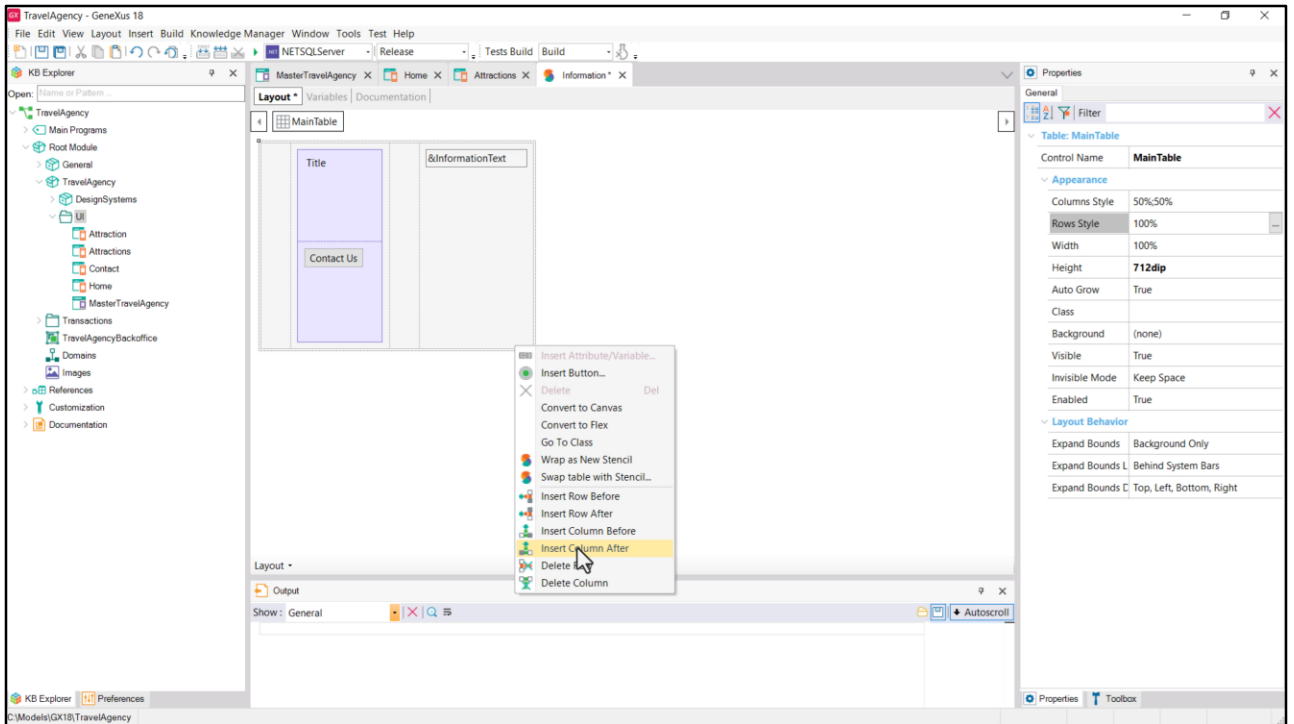 GX TravelAgency - GeneXus 18
File Edit View Layout Insert Build Knowledge Manager Window Tools Test Help
.NET NETSQLServer Release Tests Build Build
KB Explorer
Open: Name or Pattern ...
TravelAgency
Main Programs
Root Module
General
TravelAgency
DesignSystems
UI
Attraction
Attractions
Contact
Home
MasterTravelAgency
Transactions
TravelAgencyBackoffice
Domains
Images
References
Customization
Documentation
KB Explorer Preferences
C:\Models\GX18\TravelAgency
MasterTravelAgency X Home X Attractions X Information * X
Layout * Variables Documentation
MainTable
Title
&InformationText
Contact Us
Insert Attribute/Variable...
Insert Button...
Delete Del
Convert to Canvas
Convert to Flex
Go To Class
Wrap as New Stencil
Swap table with Stencil...
Insert Row Before
Insert Row After
Insert Column Before
Insert Column After
Delete
Delete Column
Layout
Output
Show: General
Autoscroll
Properties
General
Filter
Table: MainTable
Control Name MainTable
Appearance
Columns Style 50%;50%
Rows Style 100% ...
Width 100%
Height 712dip
Auto Grow True
Class
Background (none)
Visible True
Invisible Mode Keep Space
Enabled True
Layout Behavior
Expand Bounds Background Only
Expand Bounds L Behind System Bars
Expand Bounds D Top, Left, Bottom, Right
Properties Toolbox